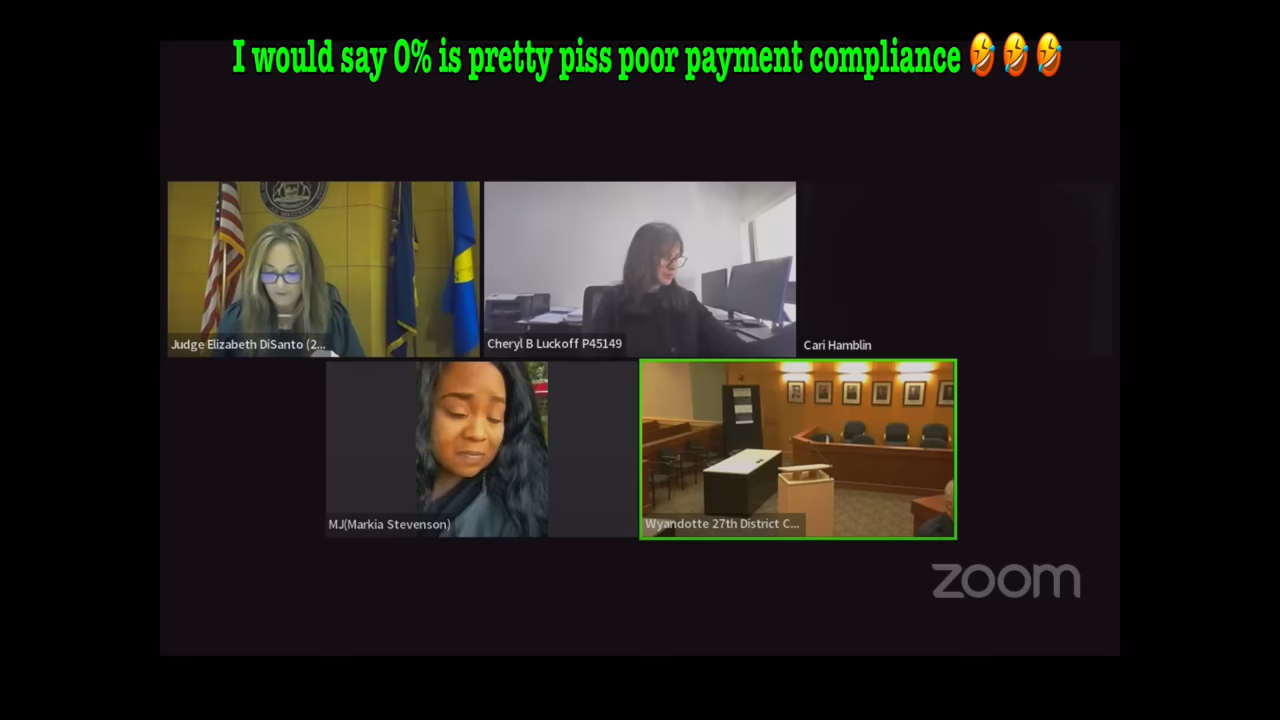 I would say 0% is pretty piss poor payment compliance 🤣🤣🤣
Judge Elizabeth DiSanto (2...
Cheryl B Luckoff P45149
Cari Hamblin
MJ(Markia Stevenson)
Wyandotte 27th District C...
zoom